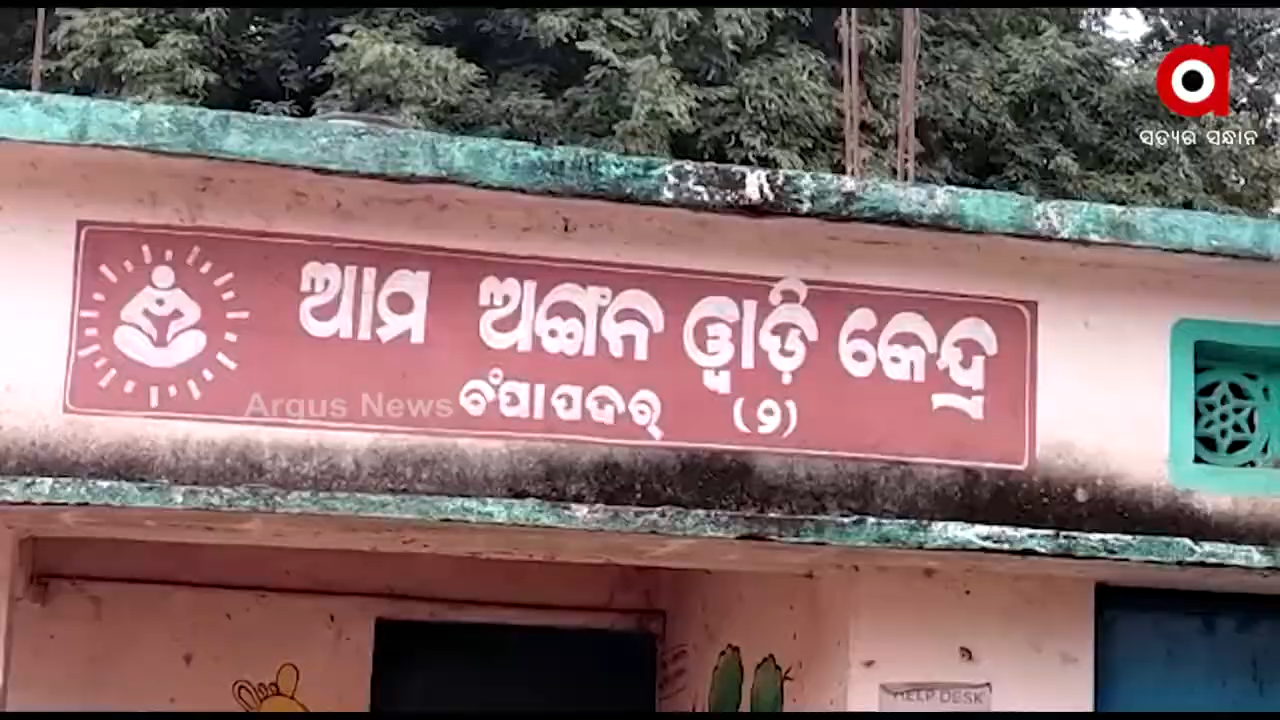 ସତ୍ୟର ସନ୍ଧାନ
ଆମ ଅଙ୍ଗନ ୱାଡ଼ି କେନ୍ଦ୍ର
ଚଂପାପଦର୍ (୨)
Argus News
HELP DESK